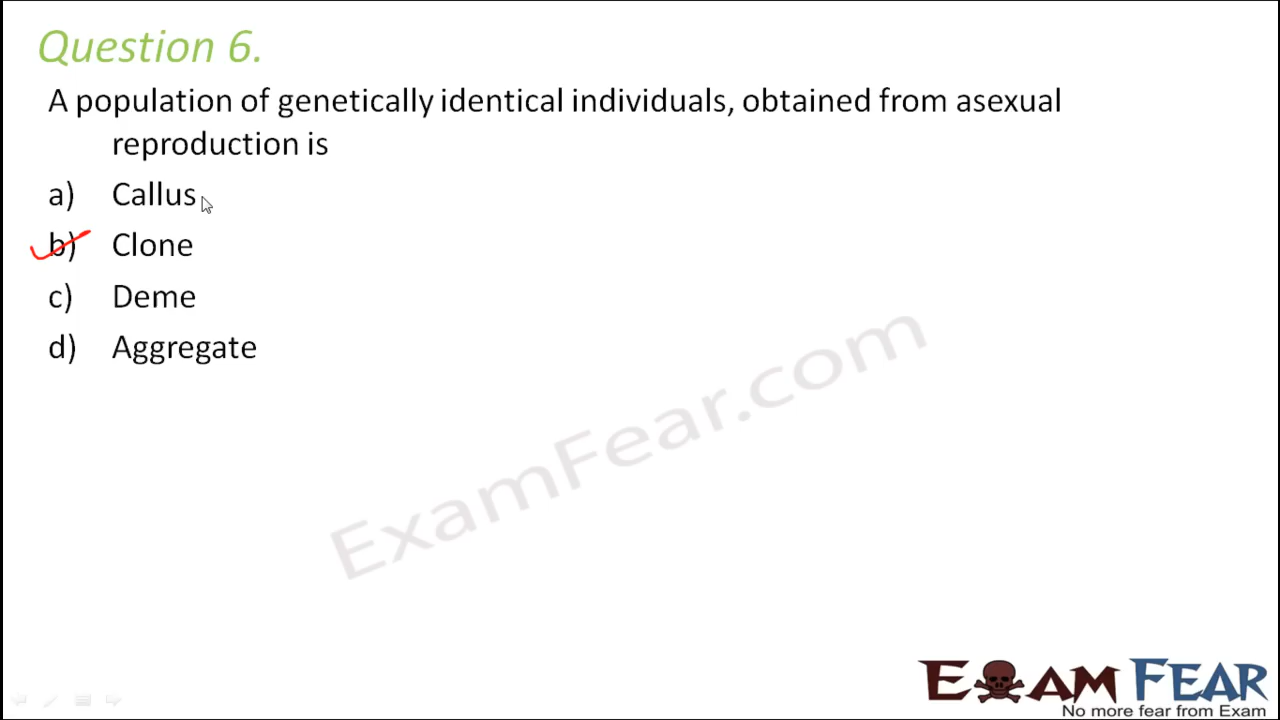 Question 6.
A population of genetically identical individuals, obtained from asexual
reproduction is
a) Callus
b) Clone
c) Deme
d) Aggregate
ExamFear.com
EXAM FEAR
No more fear from Exam